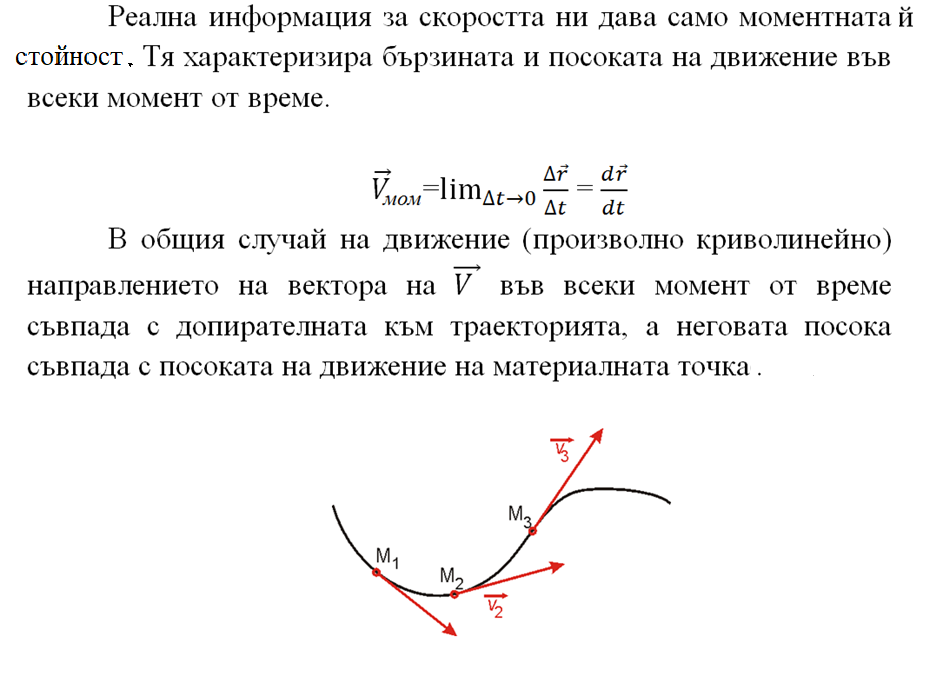 Реална информация за скоростта ни дава само моментната й
стойност. Тя характеризира бързината и посоката на движение във
всеки момент от време.
V⃗мом=lim Δt→0 Δr⃗/Δt = dr⃗/dt
В общия случай на движение (произволно криволинейно)
направлението на вектора на V⃗ във всеки момент от време
съвпада с допирателната към траекторията, а неговата посока
съвпада с посоката на движение на материалната точка .
V⃗3
M3
M1
M2
V⃗2